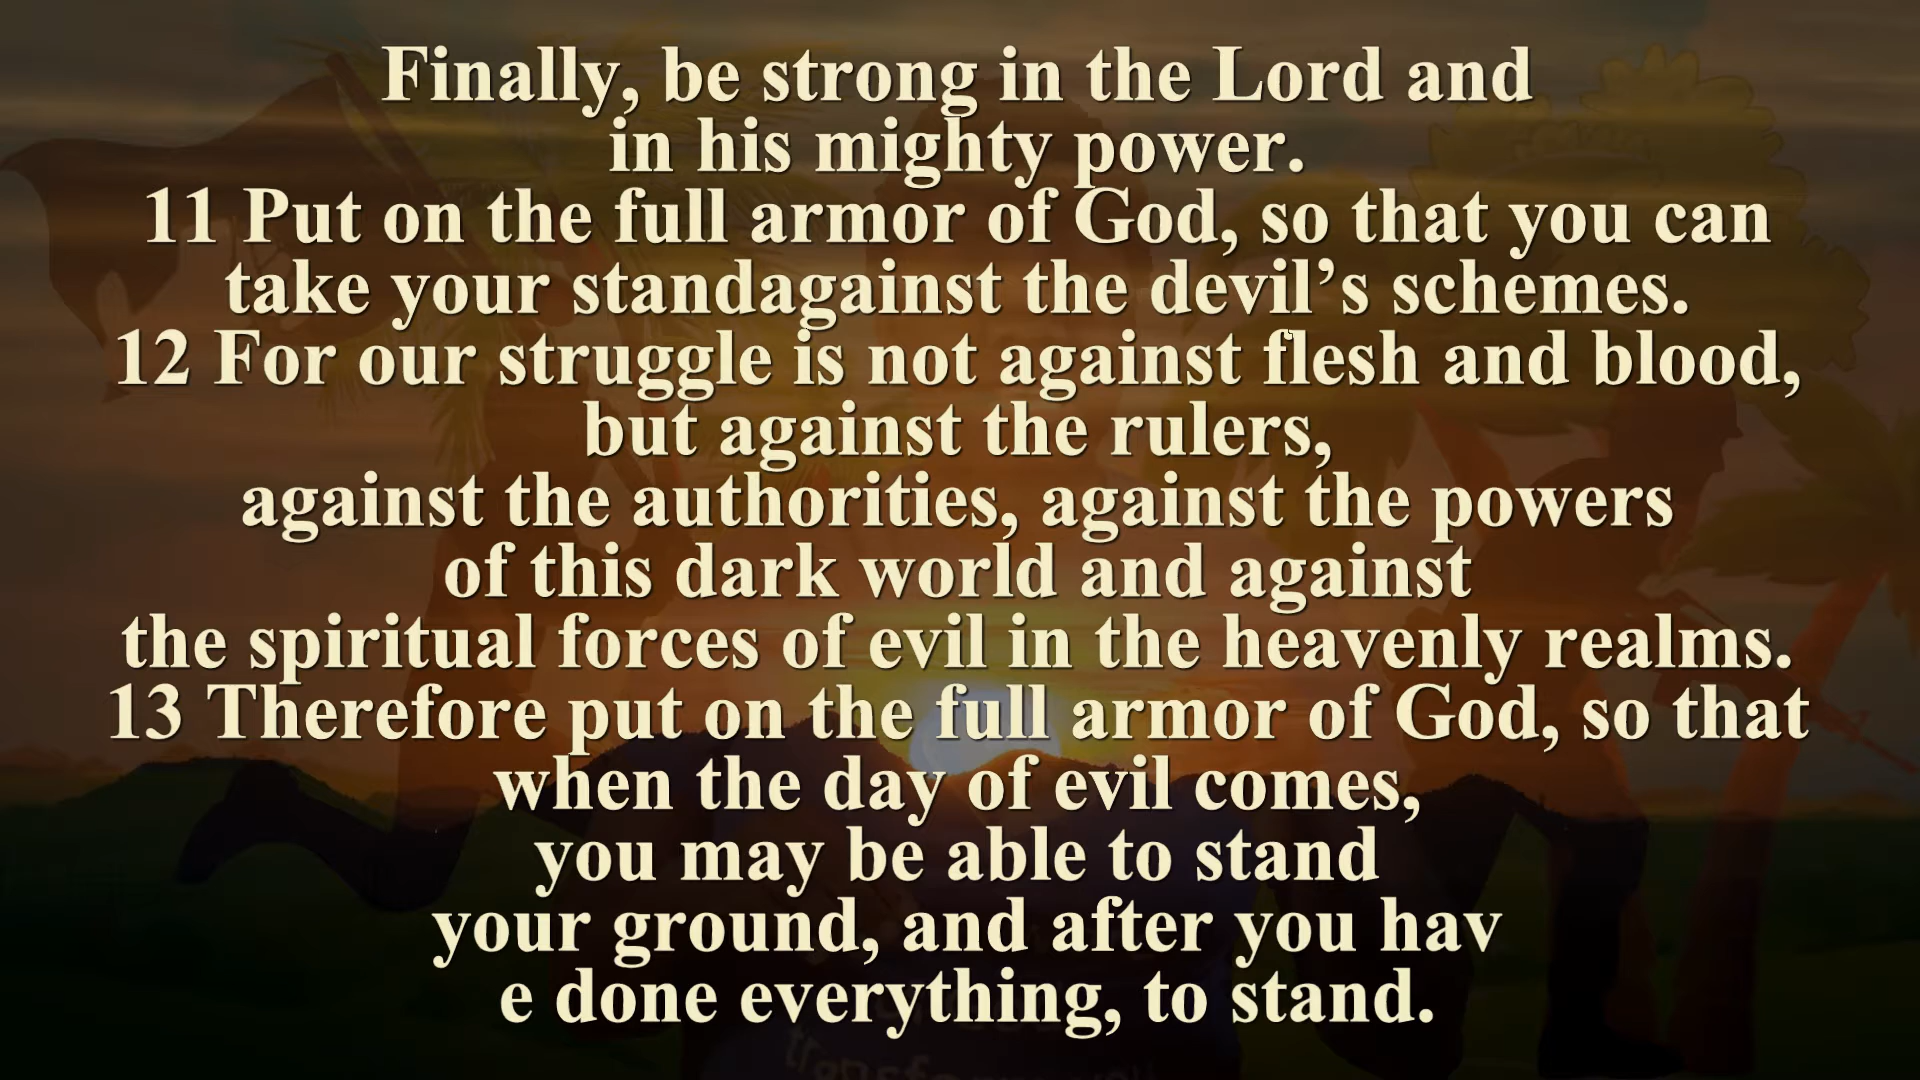 Finally, be strong in the Lord and
in his mighty power.
11 Put on the full armor of God, so that you can
take your standagainst the devil’s schemes.
12 For our struggle is not against flesh and blood,
but against the rulers,
against the authorities, against the powers
of this dark world and against
the spiritual forces of evil in the heavenly realms.
13 Therefore put on the full armor of God, so that
when the day of evil comes,
you may be able to stand
your ground, and after you hav
e done everything, to stand.